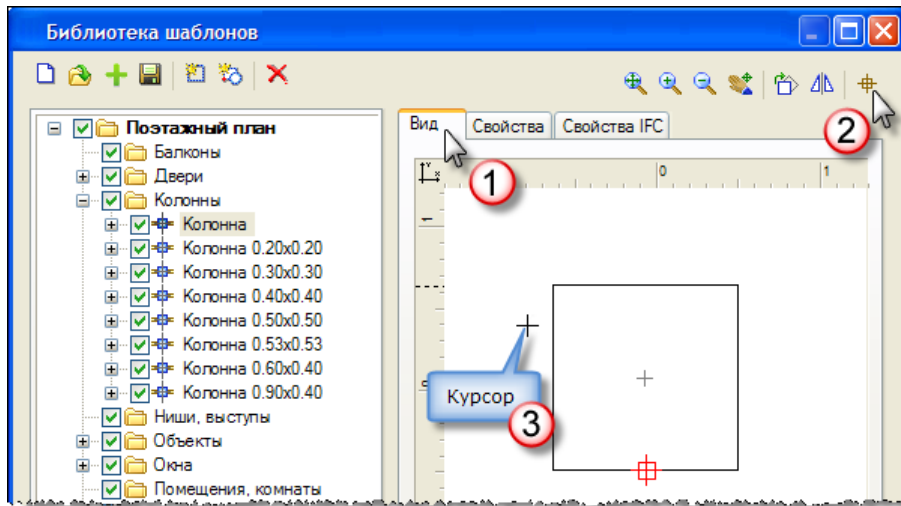 Библиотека шаблонов
Вид
Свойства
Свойства IFC
2
1
Поэтажный план
Балконы
Двери
Колонны
Колонна
Колонна 0.20x0.20
Колонна 0.30x0.30
Колонна 0.40x0.40
Колонна 0.50x0.50
Колонна 0.53x0.53
Колонна 0.60x0.40
Колонна 0.90x0.40
Ниши, выступы
Объекты
Окна
Помещения, комнаты
Y
x
0
1
1
0
Курсор
3